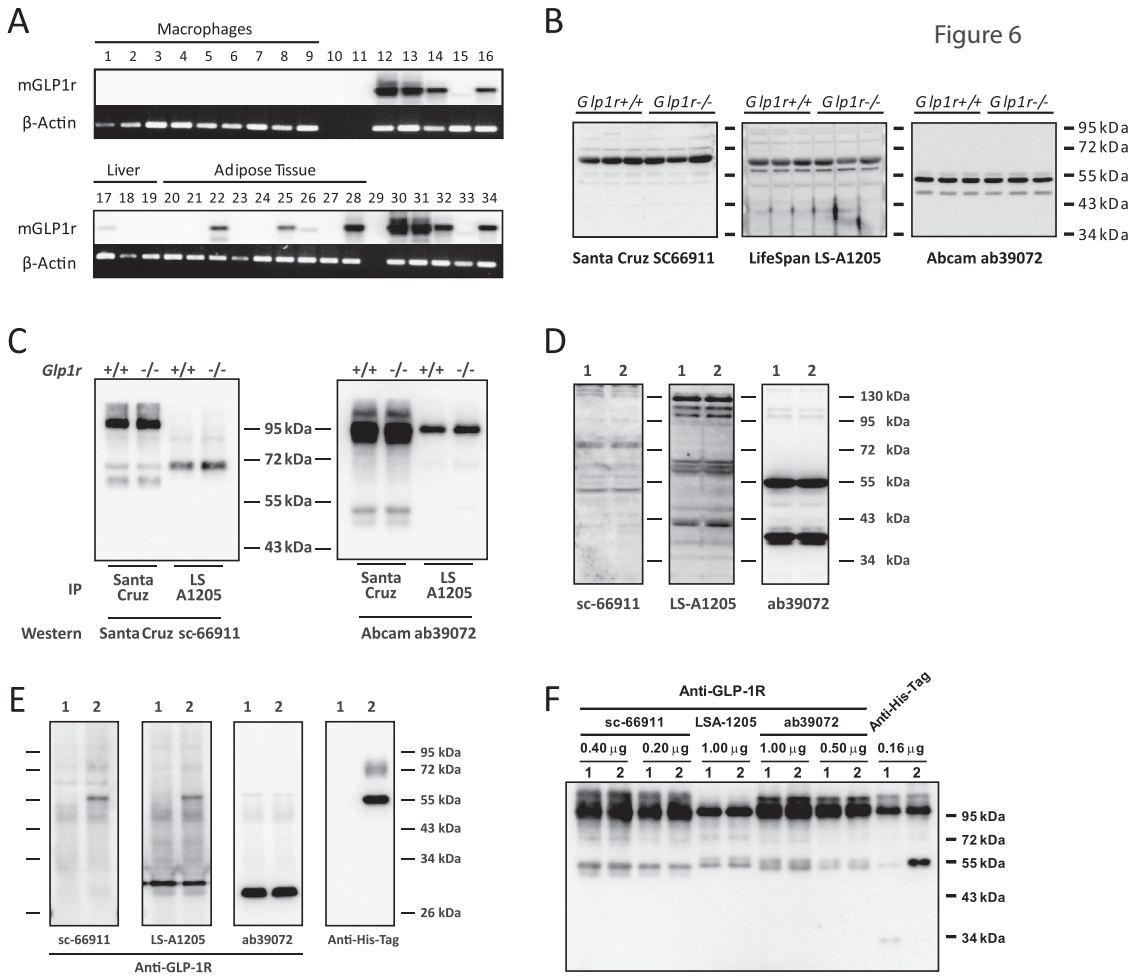 A
Macrophages
1 2 3 4 5 6 7 8 9 10 11 12 13 14 15 16
mGLP1r
β-Actin
Liver Adipose Tissue
17 18 19 20 21 22 23 24 25 26 27 28 29 30 31 32 33 34
mGLP1r
β-Actin
B
Figure 6
Glp1r+/+ Glp1r-/- Glp1r+/+ Glp1r-/- Glp1r+/+ Glp1r-/-
95 kDa
72 kDa
55 kDa
43 kDa
34 kDa
Santa Cruz SC66911 LifeSpan LS-A1205 Abcam ab39072
C
Glp1r +/+ -/- +/+ -/- +/+ -/- +/+ -/-
95 kDa
72 kDa
55 kDa
43 kDa
IP Santa Cruz LS A1205 Santa Cruz LS A1205
Western Santa Cruz sc-66911 Abcam ab39072
D
1 2 1 2 1 2
130 kDa
95 kDa
72 kDa
55 kDa
43 kDa
34 kDa
sc-66911 LS-A1205 ab39072
E
1 2 1 2 1 2 1 2
95 kDa
72 kDa
55 kDa
43 kDa
34 kDa
26 kDa
sc-66911 LS-A1205 ab39072 Anti-His-Tag
Anti-GLP-1R
F
Anti-GLP-1R
Anti-His-Tag
sc-66911 LSA-1205 ab39072
0.40 µg 0.20 µg 1.00 µg 1.00 µg 0.50 µg 0.16 µg
1 2 1 2 1 2 1 2 1 2 1 2
95 kDa
72 kDa
55 kDa
43 kDa
34 kDa